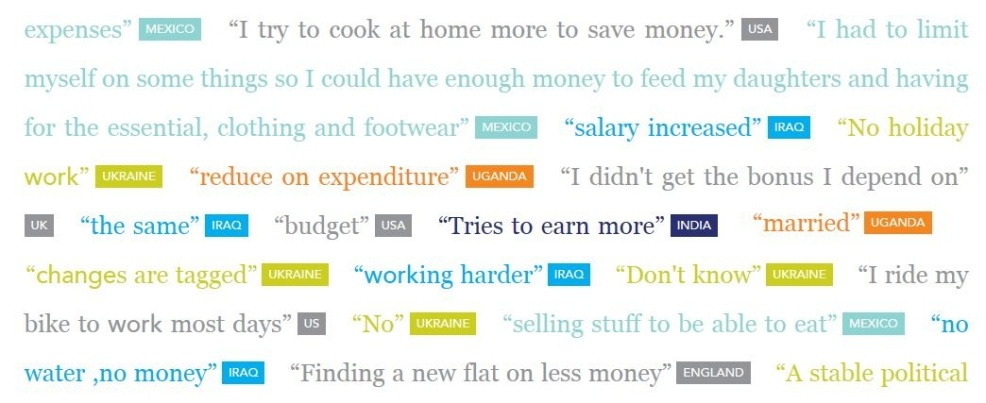 expenses” MEXICO “I try to cook at home more to save money.” USA “I had to limit
myself on some things so I could have enough money to feed my daughters and having
for the essential, clothing and footwear” MEXICO “salary increased” IRAQ “No holiday
work” UKRAINE “reduce on expenditure” UGANDA “I didn't get the bonus I depend on”
UK “the same” IRAQ “budget” USA “Tries to earn more” INDIA “married” UGANDA
“changes are tagged” UKRAINE “working harder” IRAQ “Don't know” UKRAINE “I ride my
bike to work most days” US “No” UKRAINE “selling stuff to be able to eat” MEXICO “no
water ,no money” IRAQ “Finding a new flat on less money” ENGLAND “A stable political